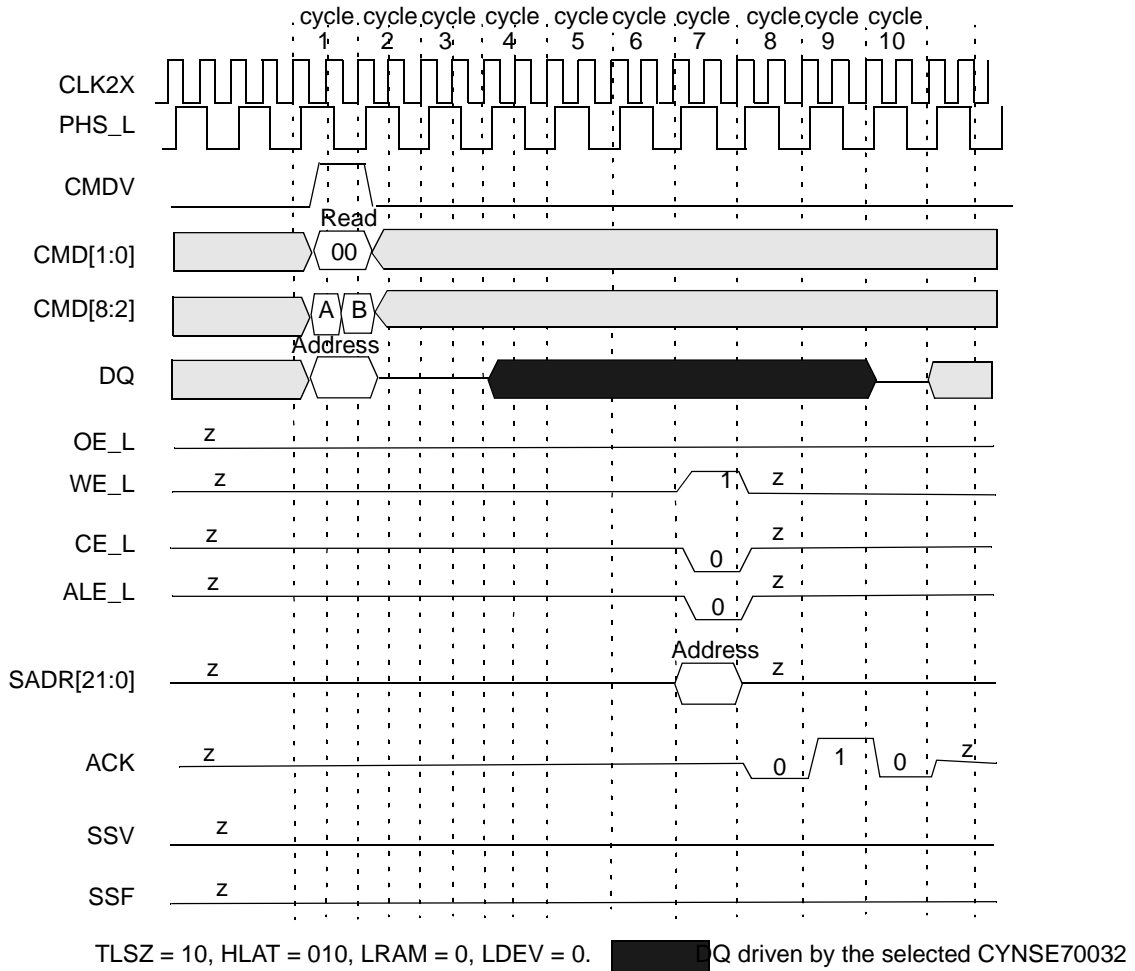 cycle cycle cycle cycle cycle cycle cycle cycle cycle cycle
1 2 3 4 5 6 7 8 9 10
CLK2X
PHS_L
CMDV
Read
CMD[1:0] 00
CMD[8:2] A B
Address
DQ
OE_L z
WE_L z 1 z
CE_L z 0 z
ALE_L z 0 z
Address
SADR[21:0] z z
ACK z 0 1 0 z
SSV z
SSF z
TLSZ = 10, HLAT = 010, LRAM = 0, LDEV = 0. DQ driven by the selected CYNSE70032